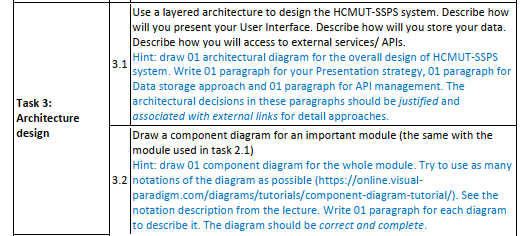 Use a layered architecture to design the HCMUT-SSPS system. Describe how
will you present your User Interface. Describe how will you store your data.
Describe how you will access to external services/ APIs.
3.1
Hint: draw 01 architectural diagram for the overall design of HCMUT-SSPS
system. Write 01 paragraph for your Presentation strategy, 01 paragraph for
Data storage approach and 01 paragraph for API management. The
architectural decisions in these paragraphs should be justified and
associated with external links for detail approaches.
Task 3:
Architecture
design
Draw a component diagram for an important module (the same with the
module used in task 2.1)
3.2
Hint: draw 01 component diagram for the whole module. Try to use as many
notations of the diagram as possible (https://online.visual-
paradigm.com/diagrams/tutorials/component-diagram-tutorial/). See the
notation description from the lecture. Write 01 paragraph for each diagram
to describe it. The diagram should be correct and complete.